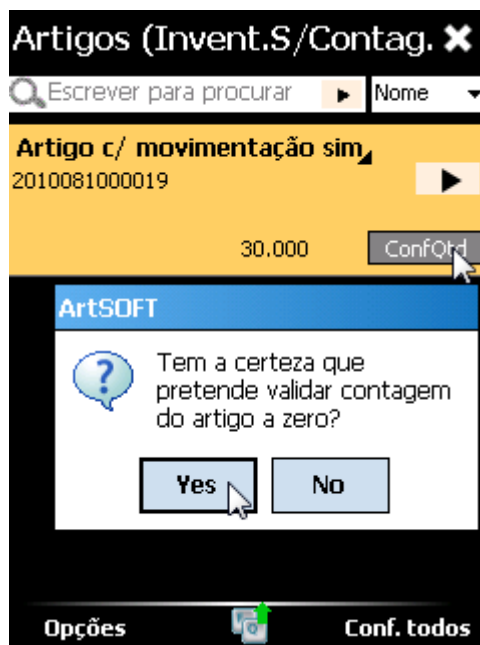 Artigos (Invent.S/Contag.
Escrever para procurar
Nome
Artigo c/ movimentação sim
2010081000019
30.000
ConfQtd
ArtSOFT
Tem a certeza que
pretende validar contagem
do artigo a zero?
Yes
No
Opções
Conf. todos